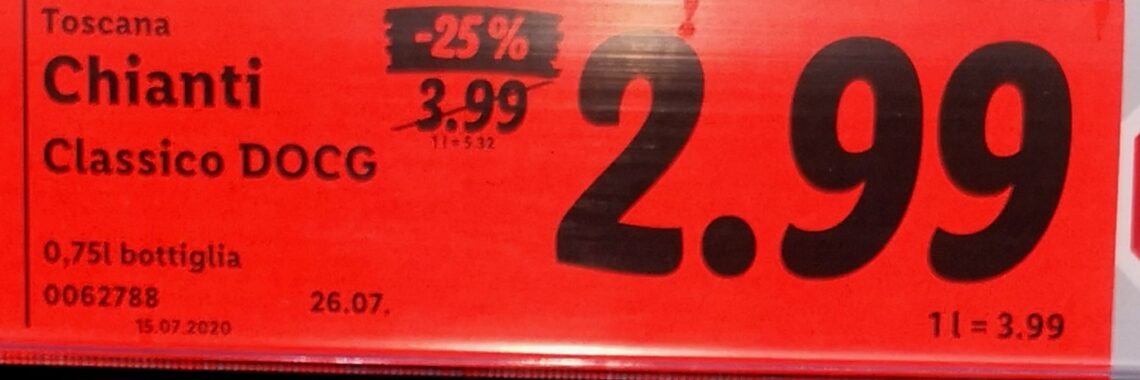 Toscana
Chianti
Classico DOCG
0,75l bottiglia
0062788
26.07.
15.07.2020
-25%
3.99
1 l = 5.32
2.99
1 l = 3.99